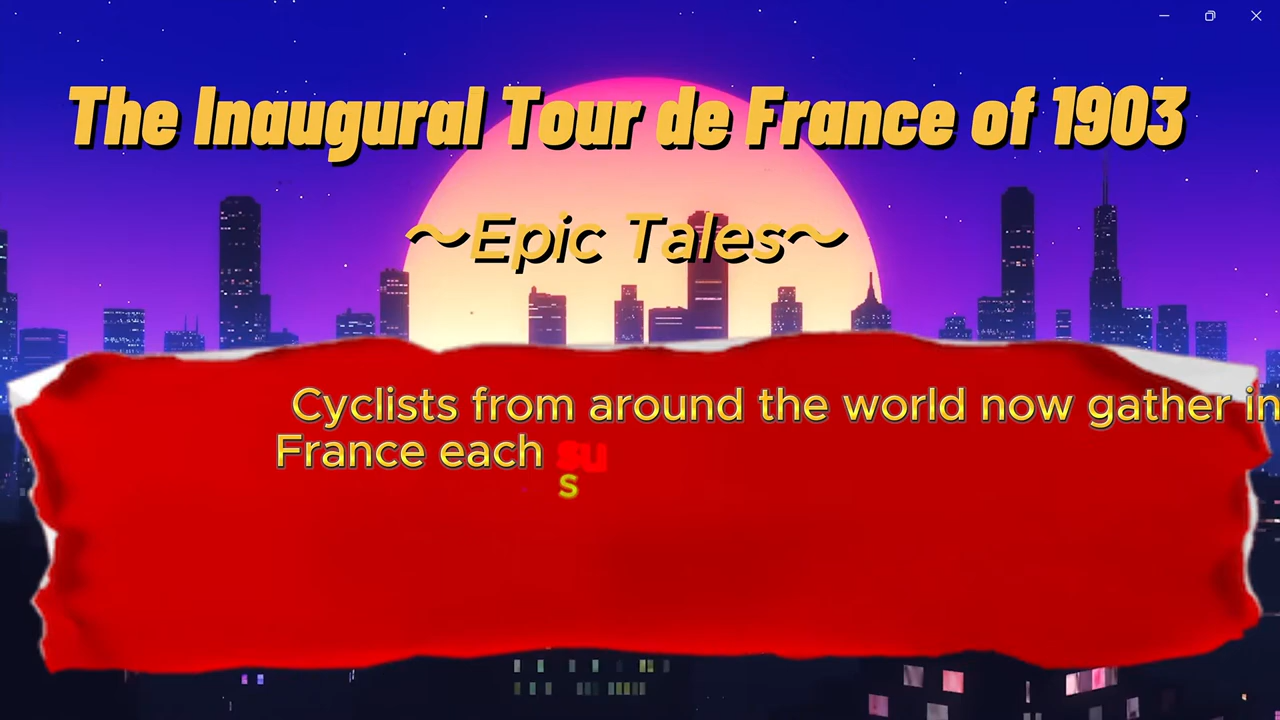 The Inaugural Tour de France of 1903
～Epic Tales～
Cyclists from around the world now gather in
France each su
s